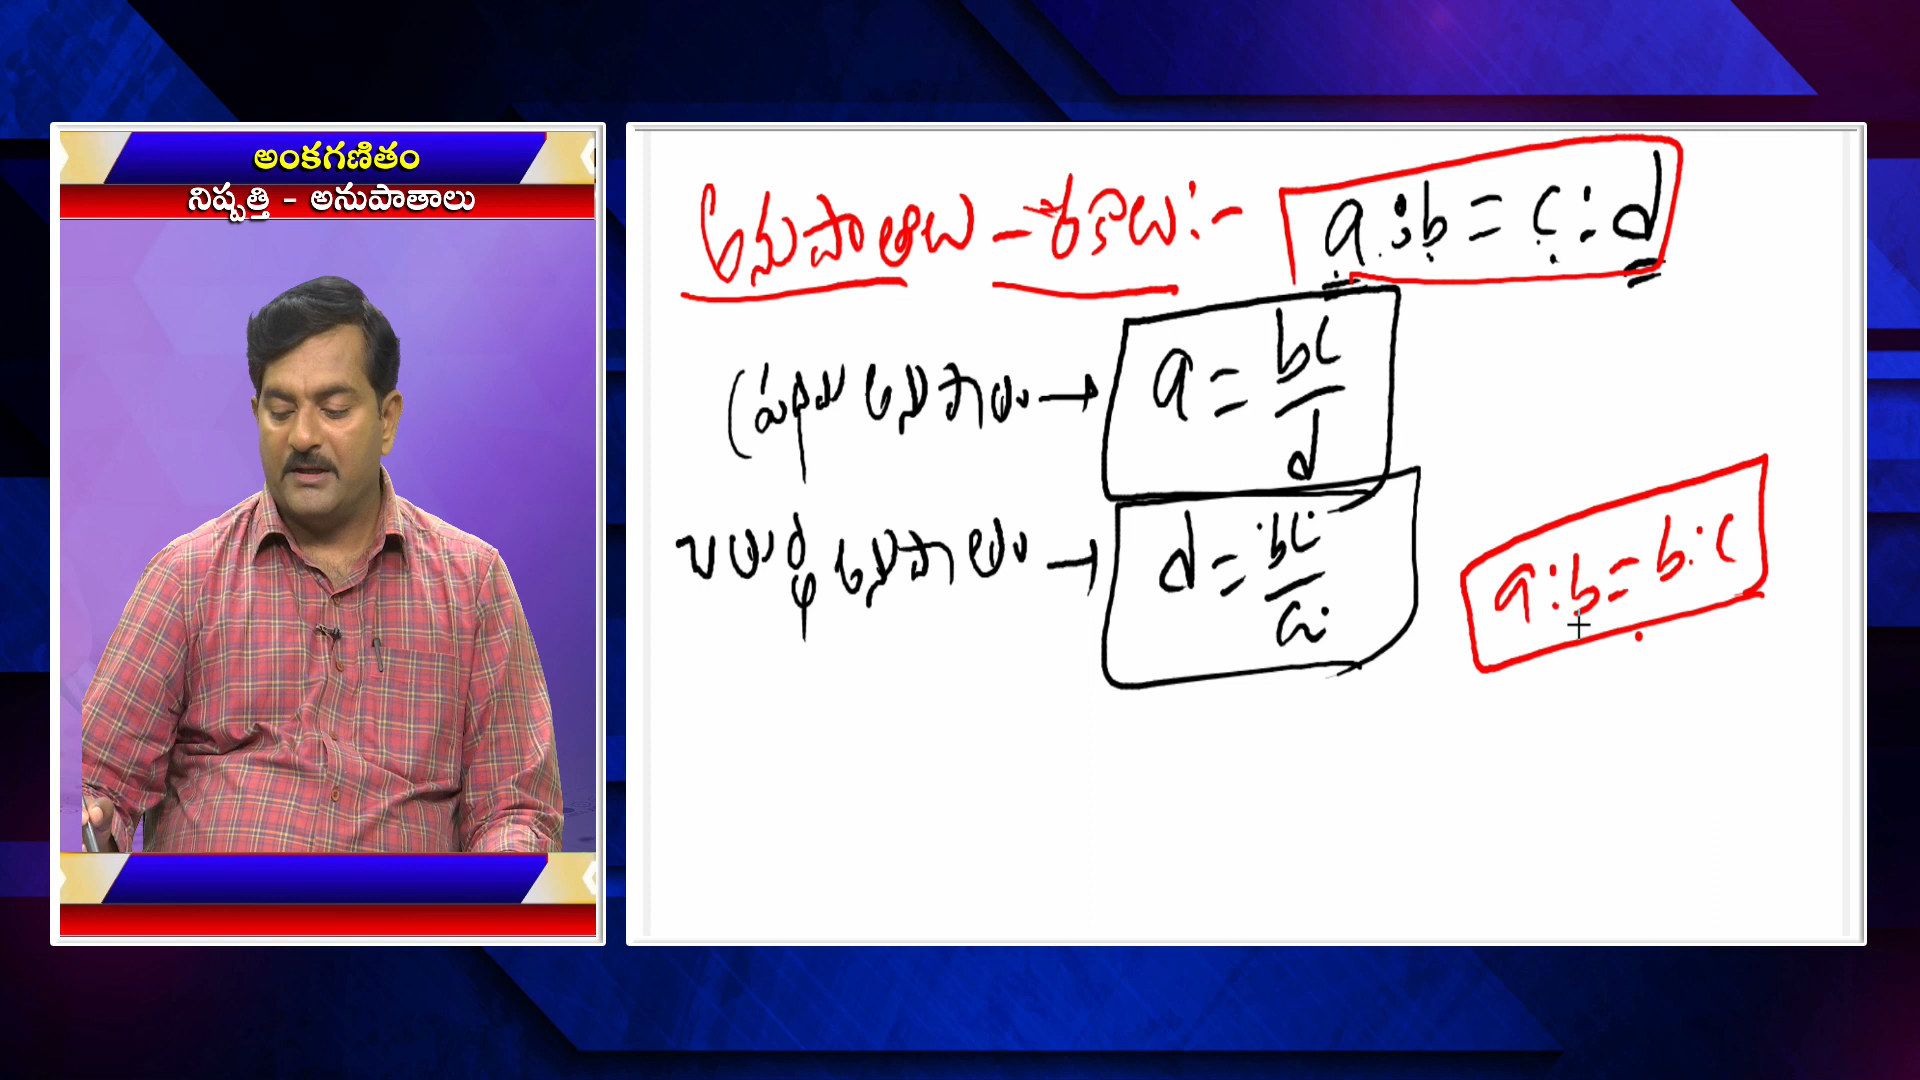 అంకగణితం
నిష్పత్తి - అనుపాతాలు
అనుపాతాలు - రకాలు :- a : b = c : d
ప్రథమ అనుపాతం → a = bc/d
చతుర్థ అనుపాతం → d = bc/a
a : b = b : c